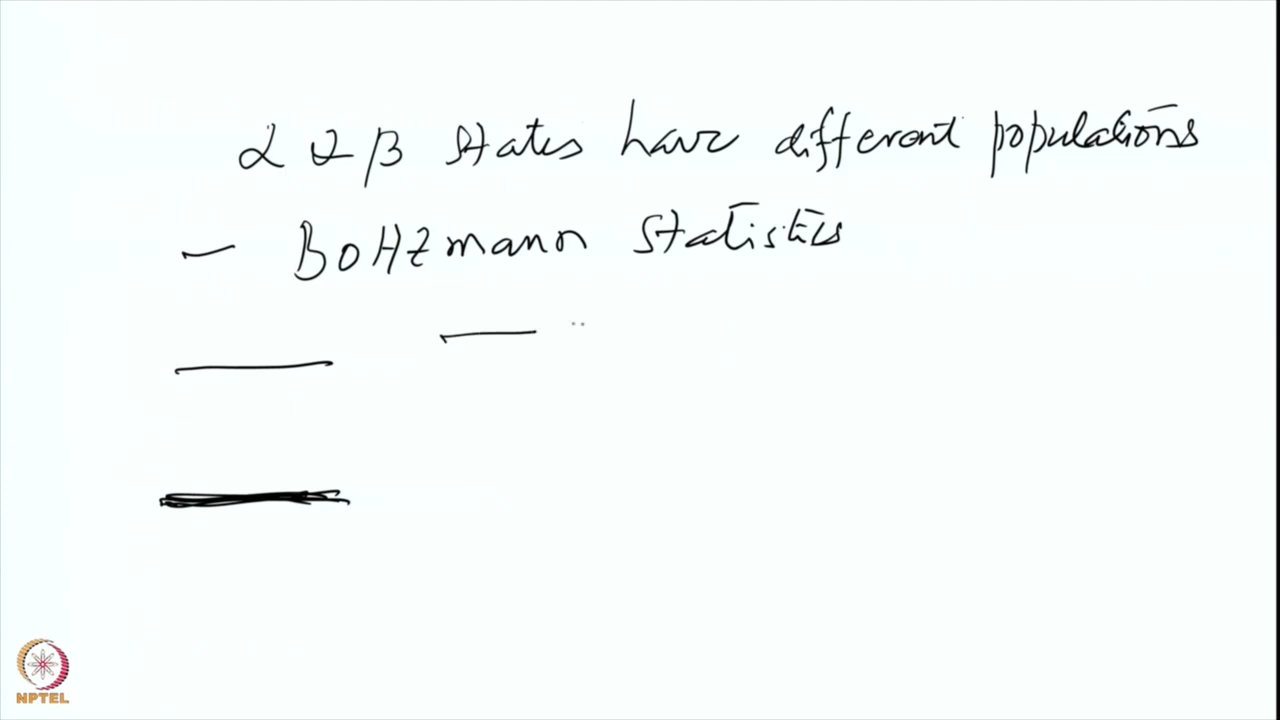 α & β states have different populations
- Boltzmann statistics
NPTEL